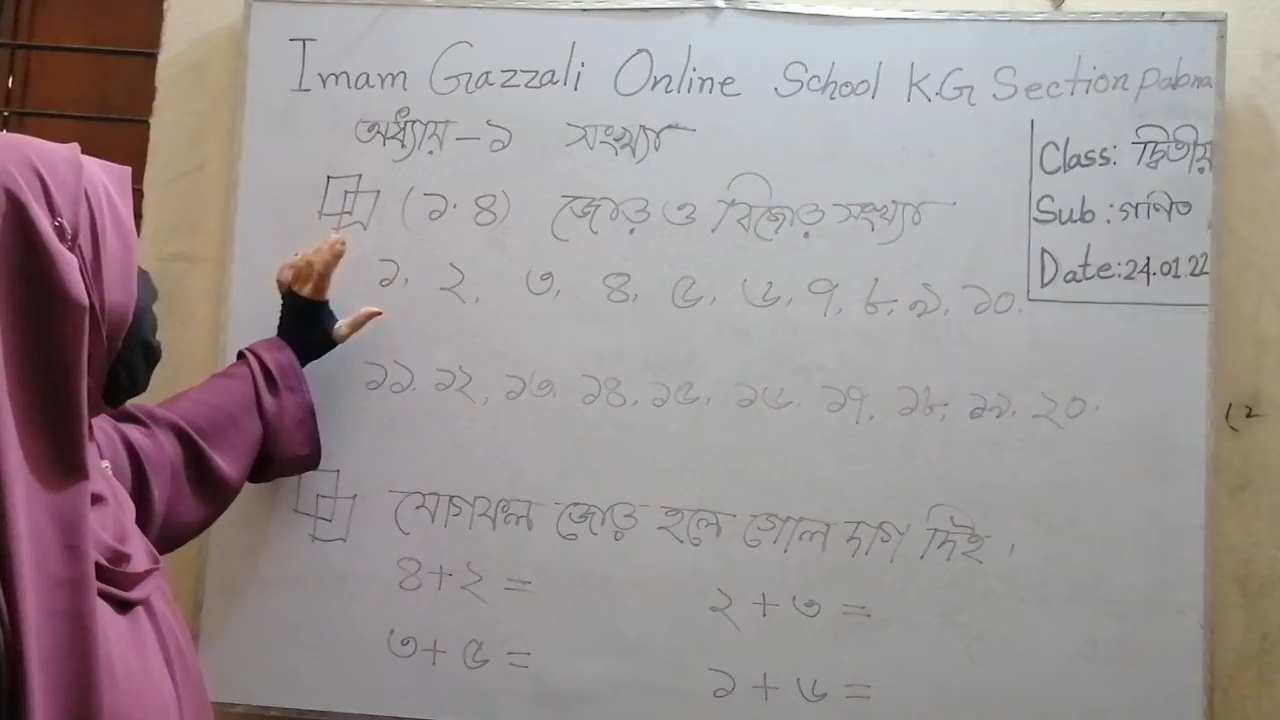 Imam Gazzali Online School K.G Section Pabna
অধ্যায়-১ সংখ্যা
Class: দ্বিতীয়
Sub: গণিত
Date: 24.01.22
(১.৪) জোড় ও বিজোড় সংখ্যা
১, ২, ৩, ৪, ৫, ৬, ৭, ৮, ৯, ১০.
১১, ১২, ১৩, ১৪, ১৫, ১৬, ১৭, ১৮, ১৯, ২০.
যোগফল জোড় হলে গোল দাগ দিই।
৪+২=
২+৩=
৩+৫=
১+৬=